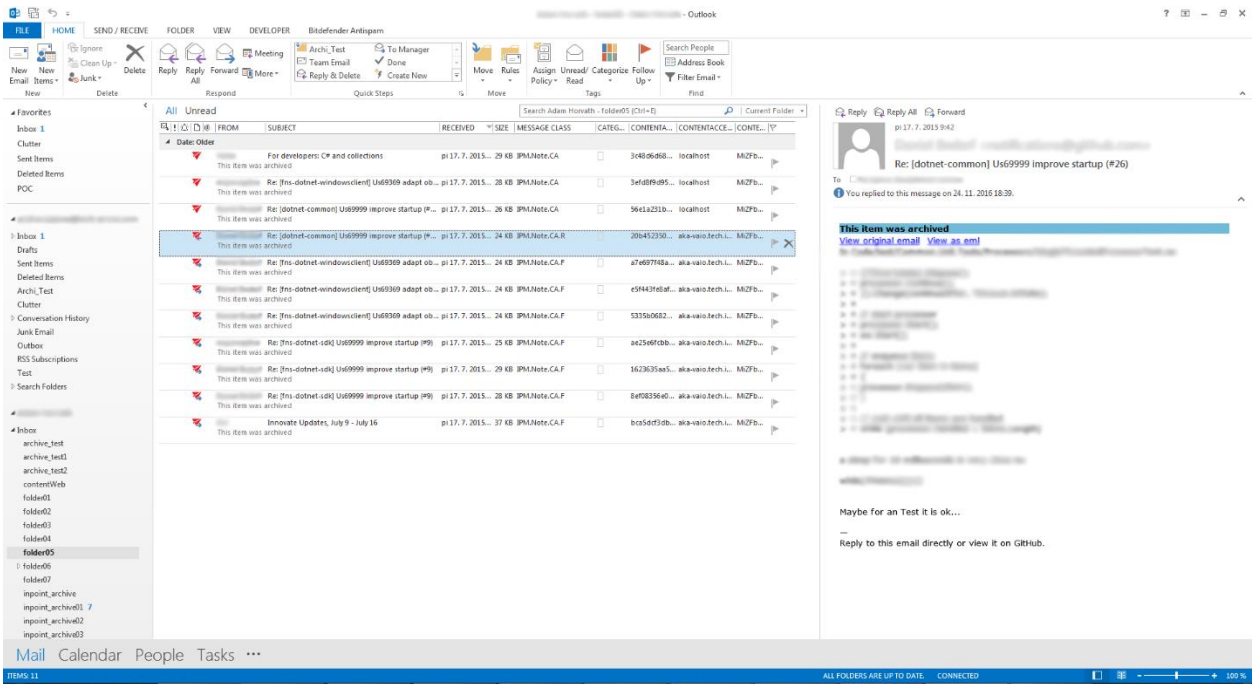 - Outlook
FILE HOME SEND / RECEIVE FOLDER VIEW DEVELOPER Bitdefender Antispam
New Email
New Items
Ignore
Clean Up
Junk
Delete
Reply
Reply All
Forward
Meeting
More
Archi_Test
Team Email
Reply & Delete
To Manager
Done
Create New
Move
Rules
Assign Policy
Unread/ Read
Categorize
Follow Up
Search People
Address Book
Filter Email
New Delete Respond Quick Steps Move Tags Find
Favorites
Inbox 1
Clutter
Sent Items
Deleted Items
POC
Inbox 1
Drafts
Sent Items
Deleted Items
Archi_Test
Clutter
Conversation History
Junk Email
Outbox
RSS Subscriptions
Test
Search Folders
Inbox
archive_test
archive_test1
archive_test2
contentWeb
folder01
folder02
folder03
folder04
folder05
folder06
folder07
inpoint_archive
inpoint_archive01 7
inpoint_archive02
inpoint_archive03
All Unread
Search Adam Horvath - folder05 (Ctrl+E) Current Folder
FROM SUBJECT RECEIVED SIZE MESSAGE CLASS CATEG... CONTENTA... CONTENTACCE... CONTE...
Date: Older
For developers: C# and collections pi 17. 7. 2015... 29 KB IPM.Note.CA 3c48d6d68... localhost MiZFb...
This item was archived
Re: [fns-dotnet-windowsclient] Us69369 adapt ob... pi 17. 7. 2015... 28 KB IPM.Note.CA 3efd8f9d95... localhost MiZFb...
This item was archived
Re: [dotnet-common] Us69999 improve startup (#... pi 17. 7. 2015... 26 KB IPM.Note.CA 56e1a231b... localhost MiZFb...
This item was archived
Re: [dotnet-common] Us69999 improve startup (#... pi 17. 7. 2015... 24 KB IPM.Note.CA.R 20b452350... aka-vaio.tech.i... MiZFb...
This item was archived
Re: [fns-dotnet-windowsclient] Us69369 adapt ob... pi 17. 7. 2015... 24 KB IPM.Note.CA.F a7e697f48a... aka-vaio.tech.i... MiZFb...
This item was archived
Re: [fns-dotnet-windowsclient] Us69369 adapt ob... pi 17. 7. 2015... 24 KB IPM.Note.CA.F e5f443fe8af... aka-vaio.tech.i... MiZFb...
This item was archived
Re: [fns-dotnet-windowsclient] Us69369 adapt ob... pi 17. 7. 2015... 24 KB IPM.Note.CA.F 5335b0682... aka-vaio.tech.i... MiZFb...
This item was archived
Re: [fns-dotnet-sdk] Us69999 improve startup (#9) pi 17. 7. 2015... 25 KB IPM.Note.CA.F ae25e6fcbb... aka-vaio.tech.i... MiZFb...
This item was archived
Re: [fns-dotnet-sdk] Us69999 improve startup (#9) pi 17. 7. 2015... 29 KB IPM.Note.CA.F 1623635aa5... aka-vaio.tech.i... MiZFb...
This item was archived
Re: [fns-dotnet-sdk] Us69999 improve startup (#9) pi 17. 7. 2015... 28 KB IPM.Note.CA.F 8ef08356e0... aka-vaio.tech.i... MiZFb...
This item was archived
Innovate Updates, July 9 - July 16 pi 17. 7. 2015... 37 KB IPM.Note.CA.F bca5dcf3db... aka-vaio.tech.i... MiZFb...
This item was archived
Reply Reply All Forward
pi 17. 7. 2015 9:42
Re: [dotnet-common] Us69999 improve startup (#26)
To
You replied to this message on 24. 11. 2016 18:39.
This item was archived
View original email View as eml
Maybe for an Test it is ok...
—
Reply to this email directly or view it on GitHub.
Mail Calendar People Tasks ...
ITEMS: 11 ALL FOLDERS ARE UP TO DATE. CONNECTED 100 %